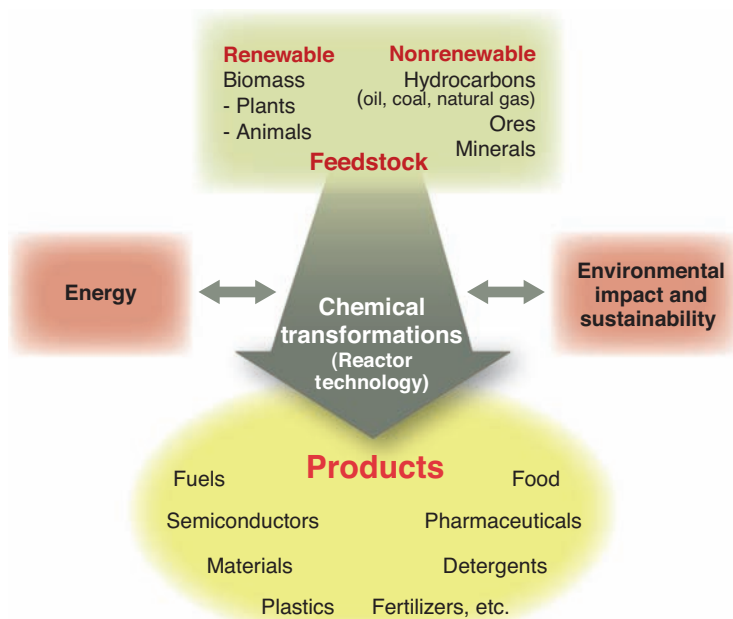 Renewable
Biomass
- Plants
- Animals
Nonrenewable
Hydrocarbons
(oil, coal, natural gas)
Ores
Minerals
Feedstock
Energy
Chemical
transformations
(Reactor
technology)
Environmental
impact and
sustainability
Products
Fuels
Food
Semiconductors
Pharmaceuticals
Materials
Detergents
Plastics
Fertilizers, etc.